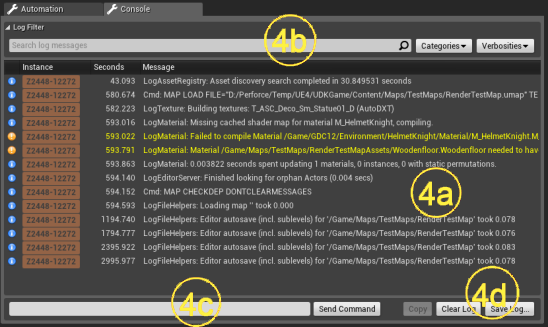 Automation Console
Log Filter
Search log messages Categories Verbosities
4b
Instance Seconds Message
Z2448-12272 43.093 LogAssetRegistry: Asset discovery search completed in 30.849531 seconds
Z2448-12272 580.674 Cmd: MAP LOAD FILE="D:/Perforce/Temp/UE4/UDKGame/Content/Maps/TestMaps/RenderTestMap.umap" TE
Z2448-12272 582.223 LogTexture: Building textures: T_ASC_Deco_Sm_Statue01_D (AutoDXT)
Z2448-12272 593.016 LogMaterial: Missing cached shader map for material M_HelmetKnight, compiling.
Z2448-12272 593.022 LogMaterial: Failed to compile Material /Game/GDC12/Environment/HelmetKnight/Material/M_HelmetKnight.M
Z2448-12272 593.791 LogMaterial: Material /Game/Maps/TestMaps/RenderTestMapAssets/Woodenfloor.Woodenfloor needed to hav
Z2448-12272 593.863 LogMaterial: 0.003822 seconds spent updating 1 materials, 0 instances, 0 with static permutations.
Z2448-12272 594.140 LogEditorServer: Finished looking for orphan Actors (0.004 secs)
Z2448-12272 594.152 Cmd: MAP CHECKDEP DONTCLEARMESSAGES
Z2448-12272 594.593 LogFileHelpers: Loading map '' took 0.000
4a
Z2448-12272 1194.740 LogFileHelpers: Editor autosave (incl. sublevels) for '/Game/Maps/TestMaps/RenderTestMap' took 0.078
Z2448-12272 1794.777 LogFileHelpers: Editor autosave (incl. sublevels) for '/Game/Maps/TestMaps/RenderTestMap' took 0.076
Z2448-12272 2395.922 LogFileHelpers: Editor autosave (incl. sublevels) for '/Game/Maps/TestMaps/RenderTestMap' took 0.083
Z2448-12272 2995.977 LogFileHelpers: Editor autosave (incl. sublevels) for '/Game/Maps/TestMaps/RenderTestMap' took 0.078
4c 4d
Send Command Copy Clear Log Save Log...